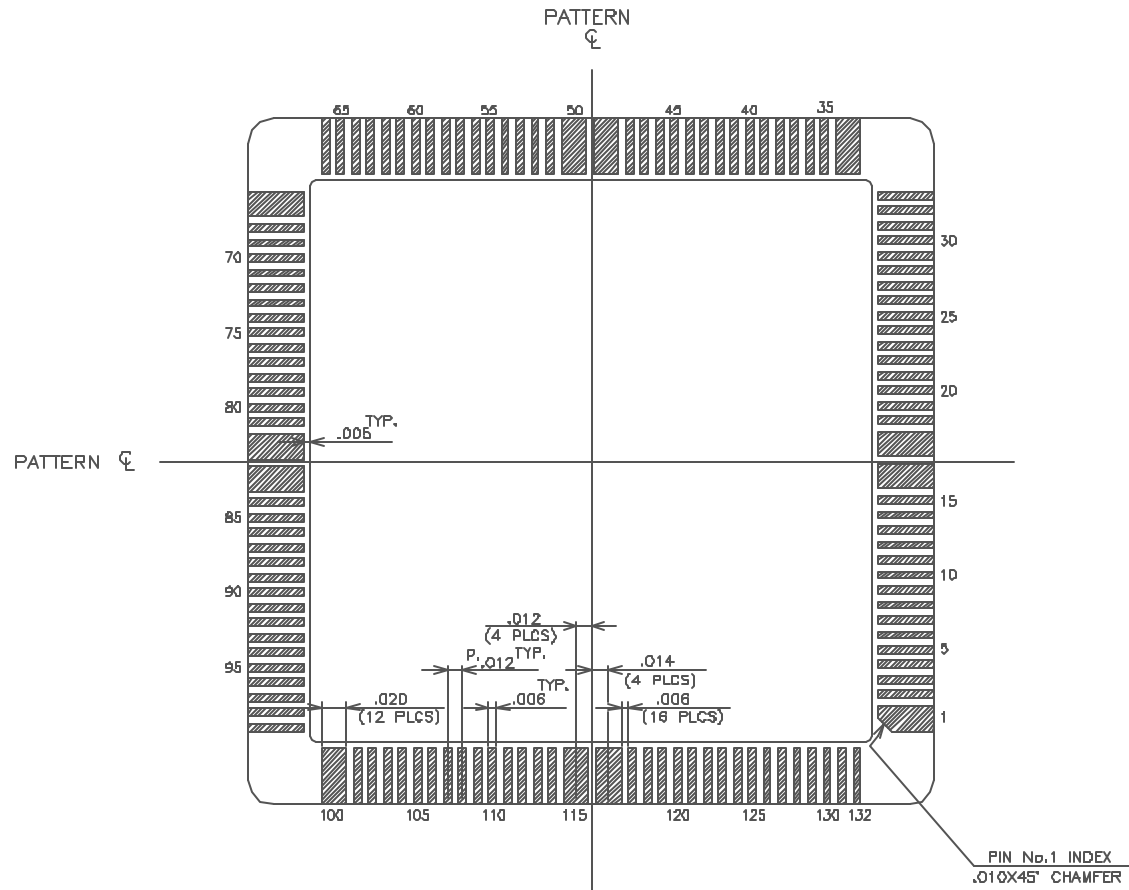 PATTERN
℄
65 60 55 50 45 40 35
70
30
75
25
80
20
TYP.
.006
PATTERN ℄
85
15
90
10
95
5
.012
(4 PLCS)
P. TYP.
.012
.014
(4 PLCS)
TYP.
.020
(12 PLCS)
.006
.006
(16 PLCS)
1
100 105 110 115 120 125 130 132
PIN No.1 INDEX
.010X45° CHAMFER